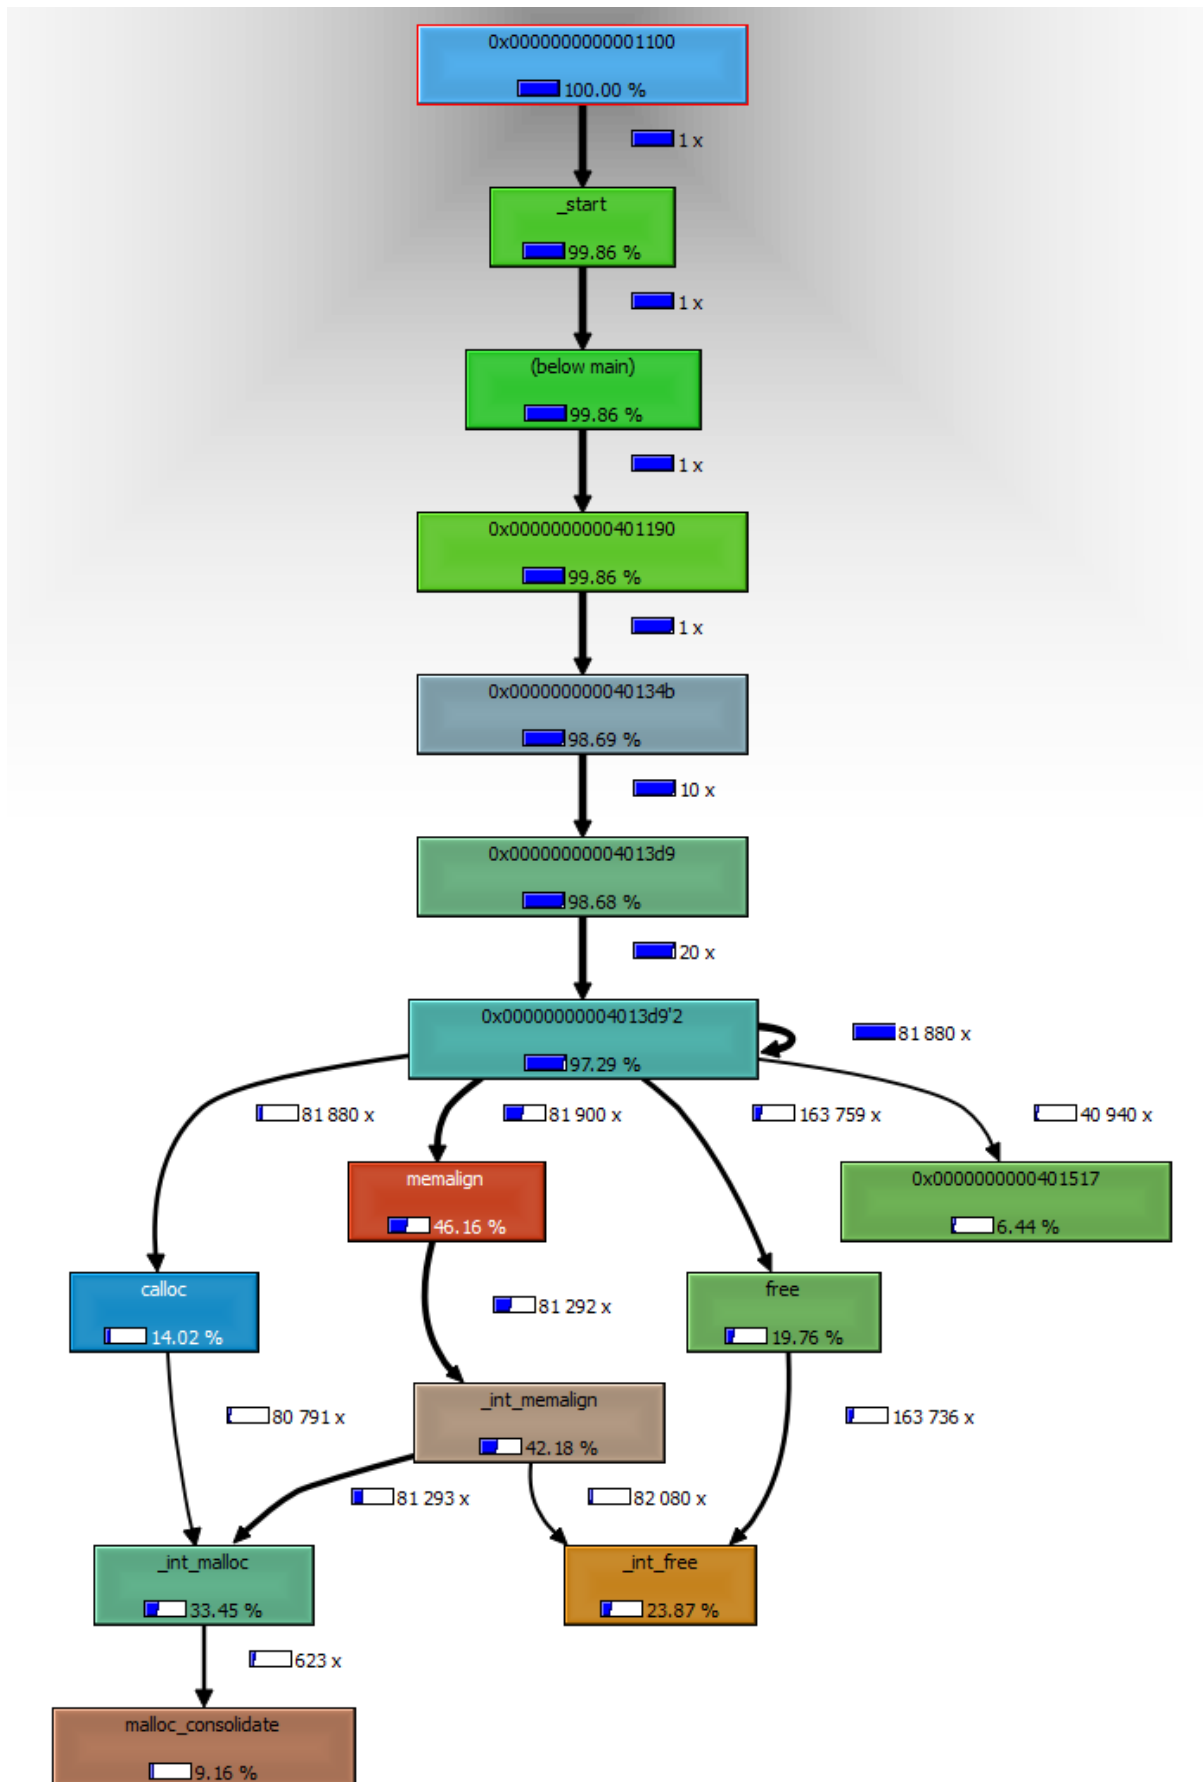 0x0000000000001100
100.00 %
1 x
_start
99.86 %
1 x
(below main)
99.86 %
1 x
0x0000000000401190
99.86 %
1 x
0x000000000040134b
98.69 %
10 x
0x00000000004013d9
98.68 %
20 x
0x00000000004013d9'2
97.29 %
81 880 x
81 880 x
81 900 x
163 759 x
40 940 x
memalign
46.16 %
0x0000000000401517
6.44 %
calloc
14.02 %
81 292 x
free
19.76 %
80 791 x
_int_memalign
42.18 %
163 736 x
81 293 x
82 080 x
_int_malloc
33.45 %
_int_free
23.87 %
623 x
malloc_consolidate
9.16 %